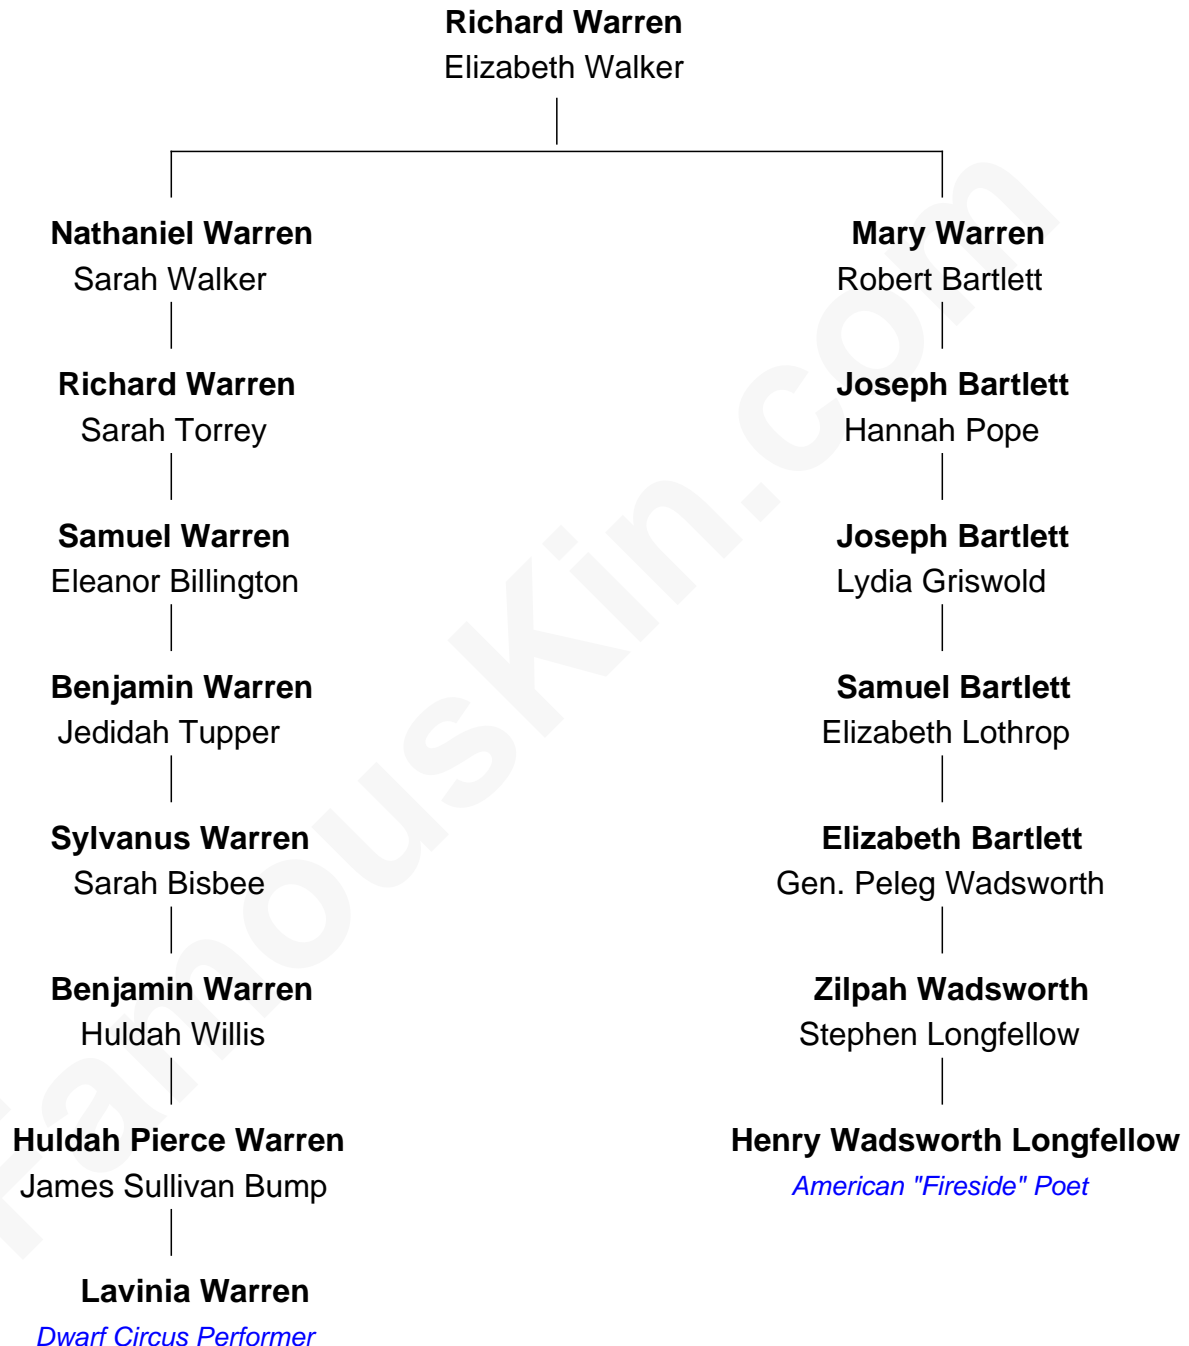 Richard Warren
Elizabeth Walker
Nathaniel Warren
Sarah Walker
Mary Warren
Robert Bartlett
Richard Warren
Sarah Torrey
Joseph Bartlett
Hannah Pope
Samuel Warren
Eleanor Billington
Joseph Bartlett
Lydia Griswold
Benjamin Warren
Jedidah Tupper
Samuel Bartlett
Elizabeth Lothrop
Sylvanus Warren
Sarah Bisbee
Elizabeth Bartlett
Gen. Peleg Wadsworth
Benjamin Warren
Huldah Willis
Zilpah Wadsworth
Stephen Longfellow
Huldah Pierce Warren
James Sullivan Bump
Henry Wadsworth Longfellow
American "Fireside" Poet
Lavinia Warren
Dwarf Circus Performer
FamousKin.com